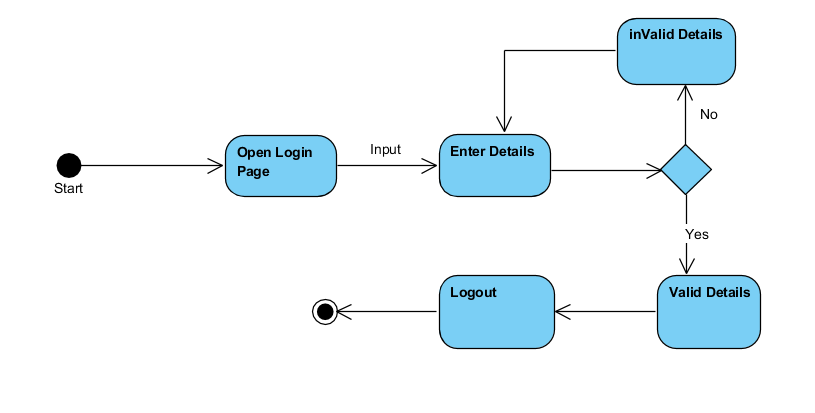 inValid Details
No
Open Login
Page
Input
Enter Details
Start
Yes
Logout
Valid Details